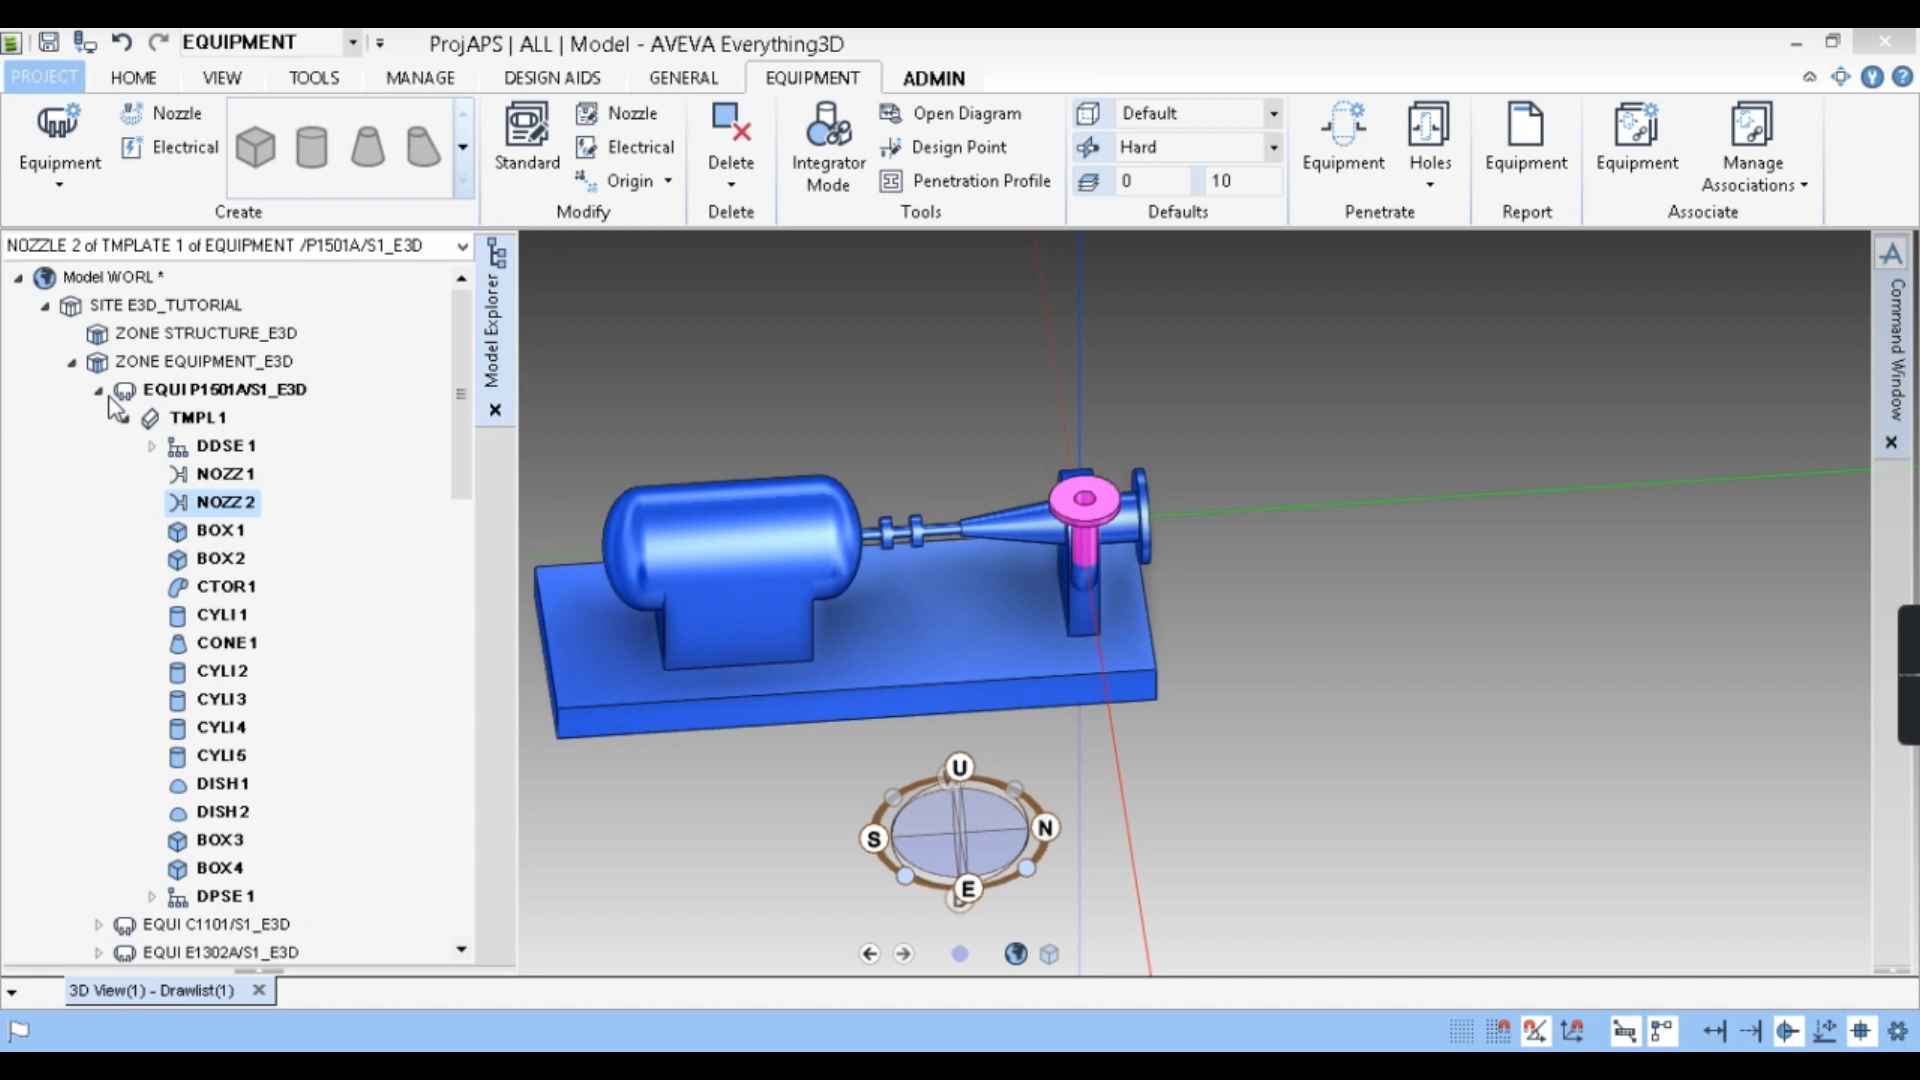 EQUIPMENT
ProjAPS | ALL | Model - AVEVA Everything3D
PROJECT HOME VIEW TOOLS MANAGE DESIGN AIDS GENERAL EQUIPMENT ADMIN
Equipment
Nozzle
Electrical
Create
Standard
Nozzle
Electrical
Origin
Modify
Delete
Delete
Integrator
Mode
Open Diagram
Design Point
Penetration Profile
Tools
Default
Hard
0 10
Defaults
Equipment
Holes
Penetrate
Equipment
Report
Equipment
Manage
Associations
Associate
NOZZLE 2 of TMPLATE 1 of EQUIPMENT /P1501A/S1_E3D
Model WORL *
SITE E3D_TUTORIAL
ZONE STRUCTURE_E3D
ZONE EQUIPMENT_E3D
EQUI P1501A/S1_E3D
TMPL 1
DDSE 1
NOZZ 1
NOZZ 2
BOX 1
BOX 2
CTOR 1
CYLI 1
CONE 1
CYLI 2
CYLI 3
CYLI 4
CYLI 5
DISH 1
DISH 2
BOX 3
BOX 4
DPSE 1
EQUI C1101/S1_E3D
EQUI E1302A/S1_E3D
Model Explorer
Command Window
U
N
S
E
3D View(1) - Drawlist(1)